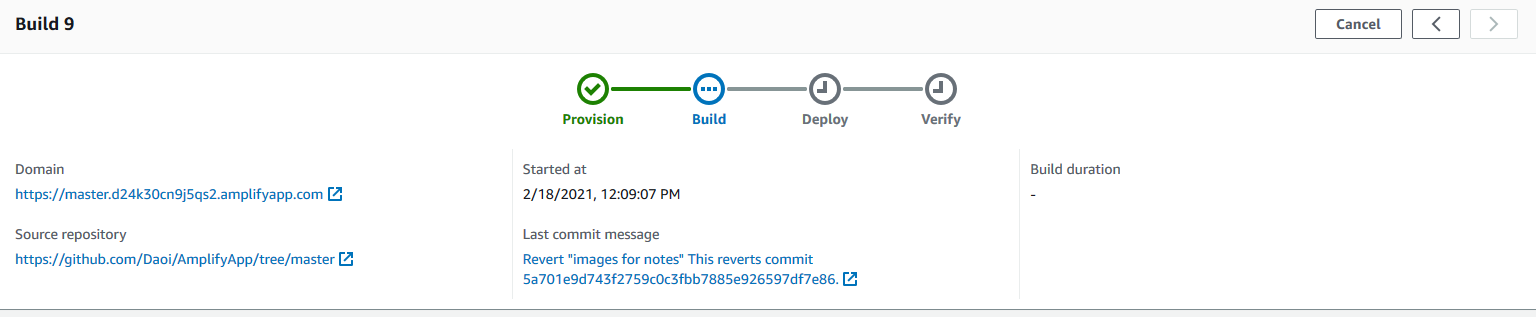 Build 9
Cancel
Provision
Build
Deploy
Verify
Domain
https://master.d24k30cn9j5qs2.amplifyapp.com
Source repository
https://github.com/Daoi/AmplifyApp/tree/master
Started at
2/18/2021, 12:09:07 PM
Last commit message
Revert "images for notes" This reverts commit
5a701e9d743f2759c0c3fbb7885e926597df7e86.
Build duration
-